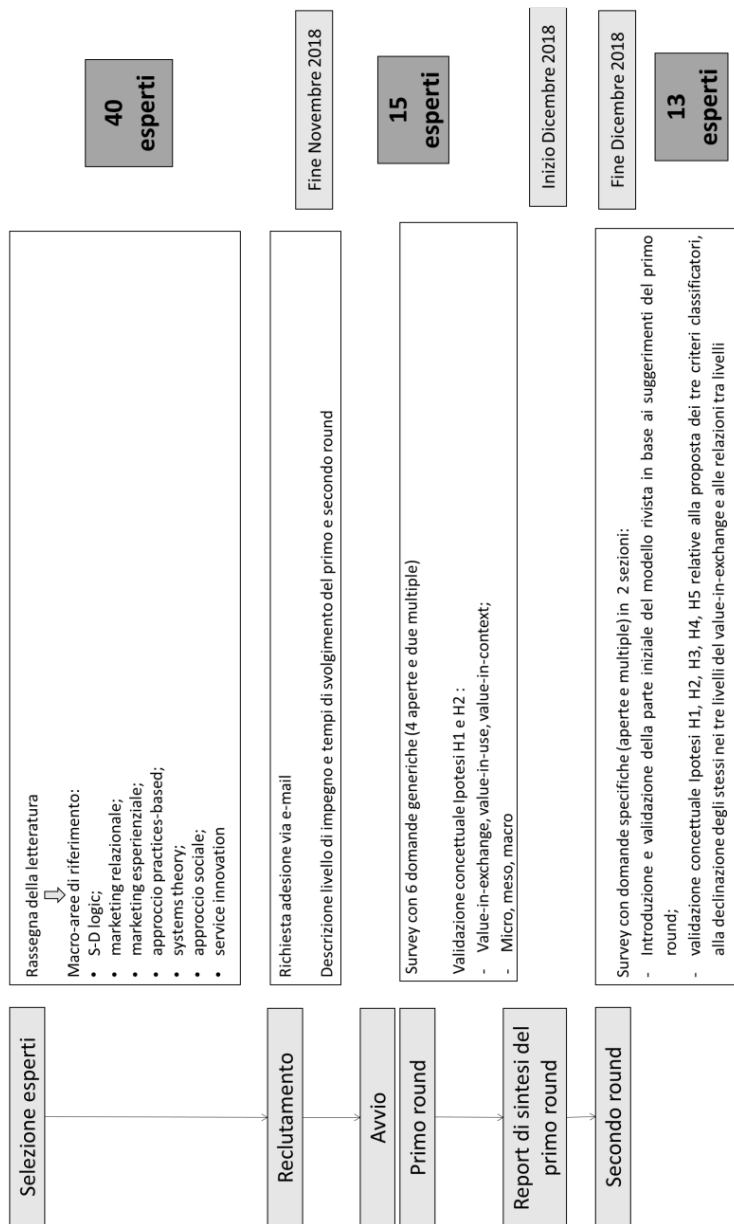 Selezione esperti
Rassegna della letteratura
Macro-aree di riferimento:
• S-D logic;
• marketing relazionale;
• marketing esperienziale;
• approccio practices-based;
• systems theory;
• approccio sociale;
• service innovation
40
esperti
Reclutamento
Richiesta adesione via e-mail
Descrizione livello di impegno e tempi di svolgimento del primo e secondo round
Fine Novembre 2018
Avvio
Primo round
Survey con 6 domande generiche (4 aperte e due multiple)
Validazione concettuale Ipotesi H1 e H2 :
- Value-in-exchange, value-in-use, value-in-context;
- Micro, meso, macro
15
esperti
Report di sintesi del
primo round
Inizio Dicembre 2018
Secondo round
Survey con domande specifiche (aperte e multiple) in 2 sezioni:
- Introduzione e validazione della parte iniziale del modello rivista in base ai suggerimenti del primo
round;
- validazione concettuale Ipotesi H1, H2, H3, H4, H5 relative alla proposta dei tre criteri classificatori,
alla declinazione degli stessi nei tre livelli del value-in-exchange e alle relazioni tra livelli
Fine Dicembre 2018
13
esperti